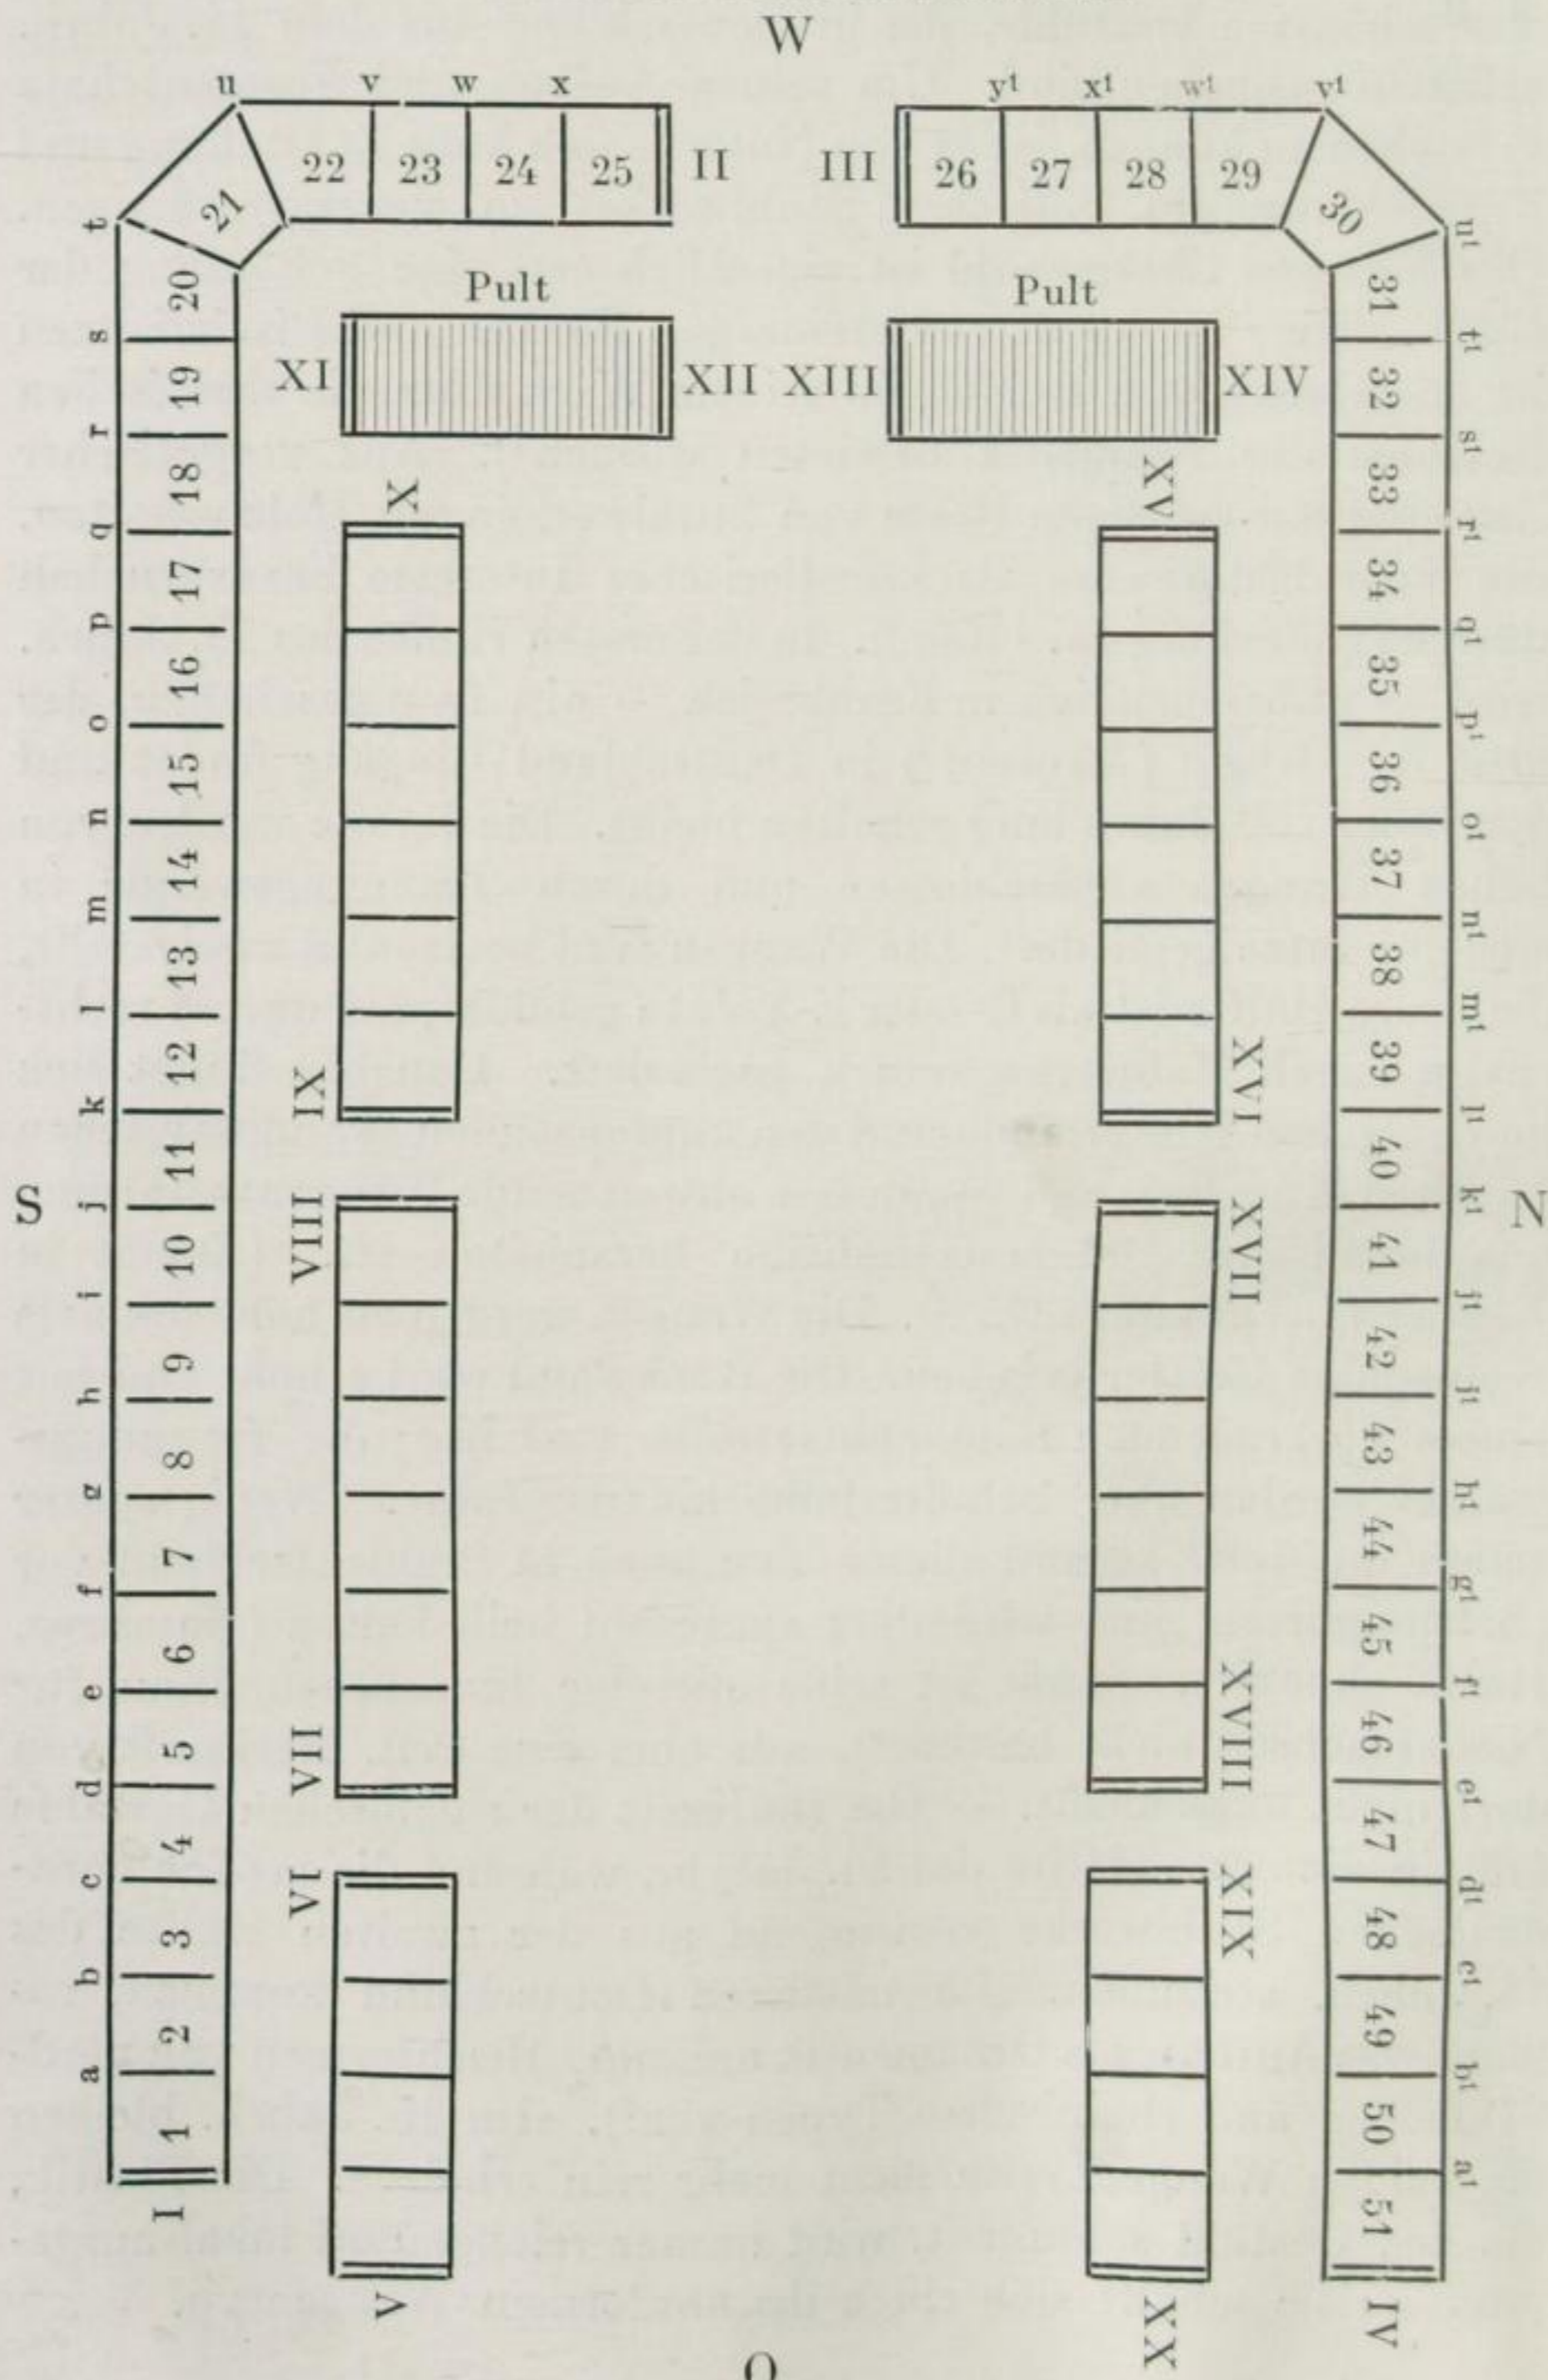 W
u v w x y¹ x¹ w¹ v¹
22 23 24 25 II III 26 27 28 29
21 30
t s r q p o n m l k j i h g f e d c b a
20 19 18 17 16 15 14 13 12 11 10 9 8 7 6 5 4 3 2 1
I
Pult Pult
XI XII XIII XIV
X XV
IX XVI
VIII XVII
VII XVIII
VI XIX
V XX
31 32 33 34 35 36 37 38 39 40 41 42 43 44 45 46 47 48 49 50 51
IV
u¹ t¹ s¹ r¹ q¹ p¹ o¹ n¹ m¹ l¹ k¹ j¹ j¹ h¹ g¹ f¹ e¹ d¹ c¹ b¹ a¹
S N
O